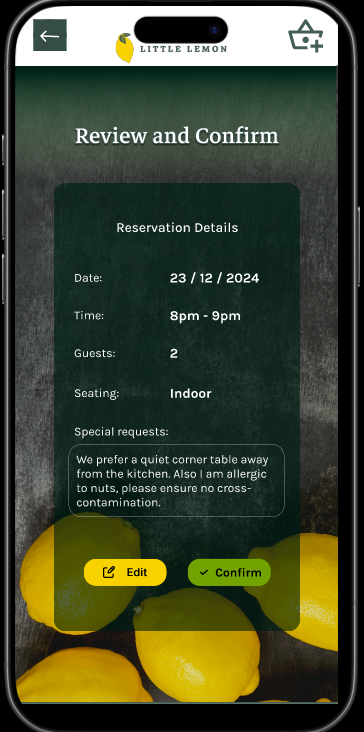 LITTLE LEMON
Review and Confirm
Reservation Details
Date: 23 / 12 / 2024
Time: 8pm - 9pm
Guests: 2
Seating: Indoor
Special requests:
We prefer a quiet corner table away
from the kitchen. Also I am allergic
to nuts, please ensure no cross-
contamination.
Edit Confirm